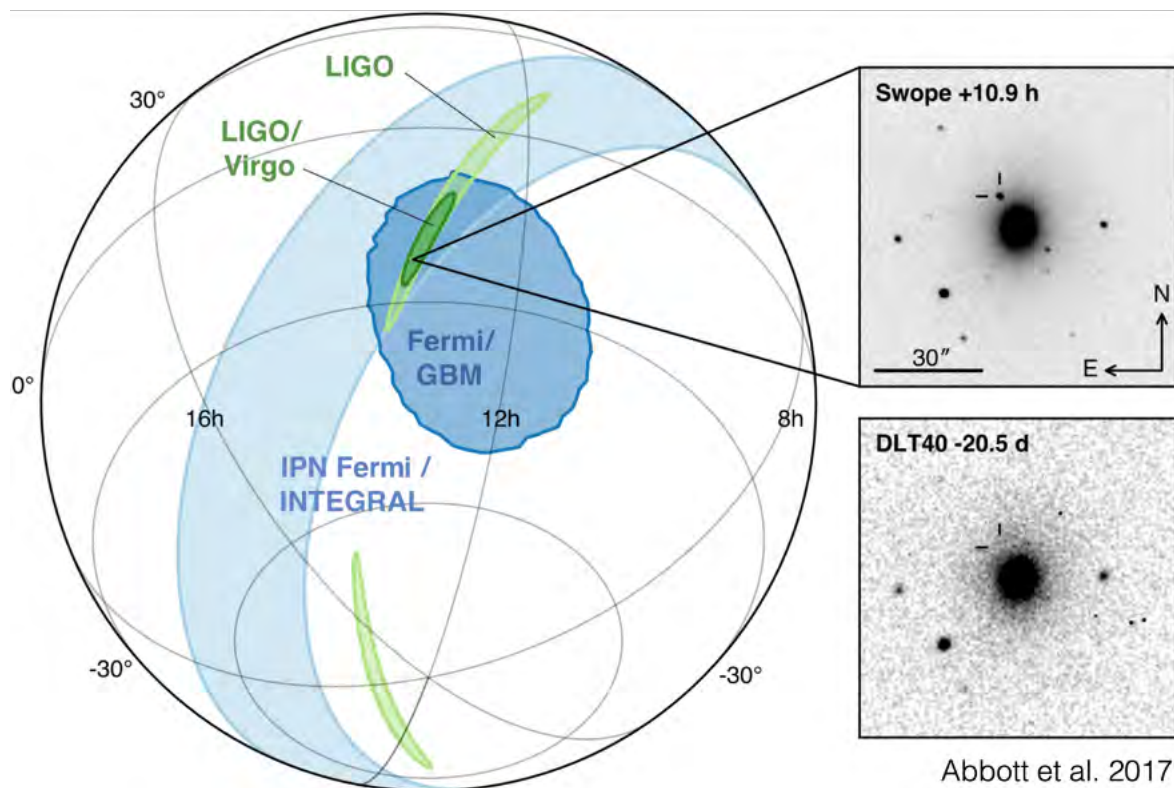 LIGO
30°
LIGO/
Virgo
Fermi/
GBM
0°
16h
12h
8h
IPN Fermi /
INTEGRAL
-30°
-30°
Swope +10.9 h
N
30″
E
DLT40 -20.5 d
Abbott et al. 2017